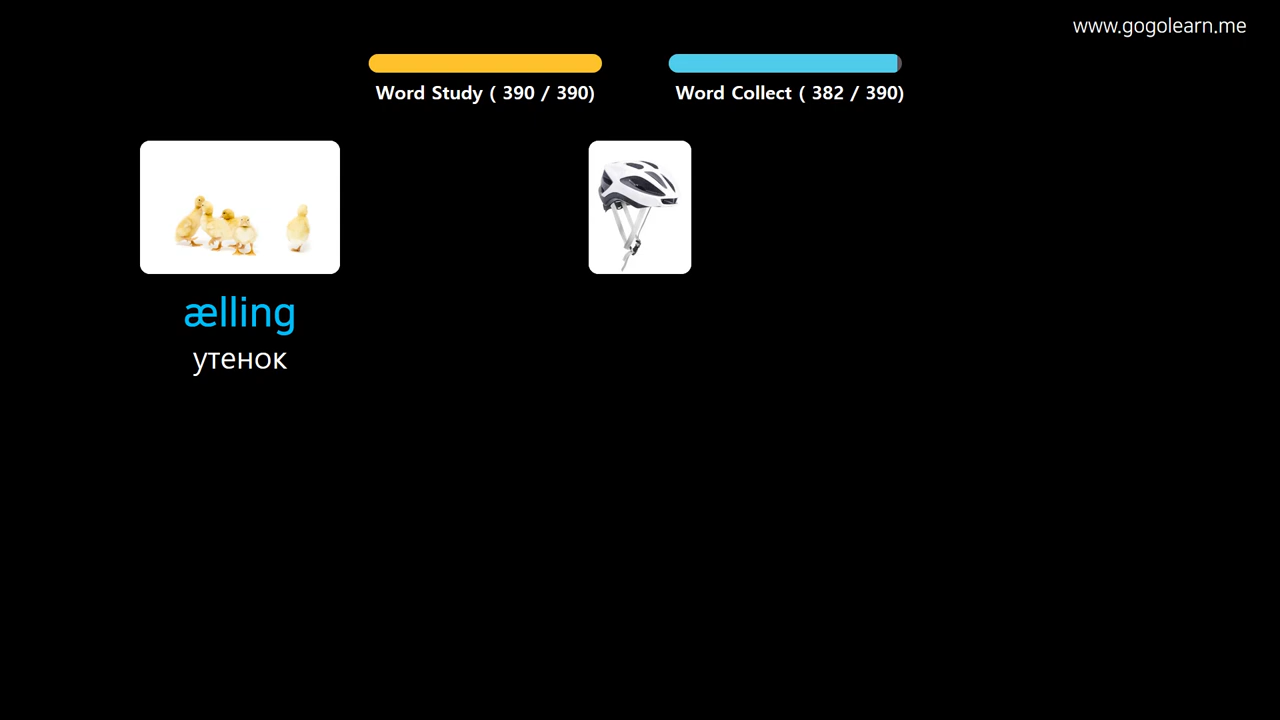 www.gogolearn.me
Word Study ( 390 / 390)
Word Collect ( 382 / 390)
ælling
утенок